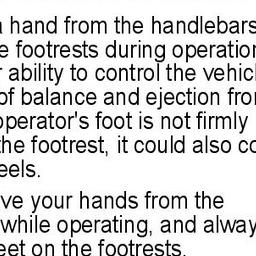 a hand from the handlebars
e footrests during operation
r ability to control the vehicl
of balance and ejection fro
operator's foot is not firmly
the footrest, it could also co
eels.
ve your hands from the
while operating, and alway
eet on the footrests.